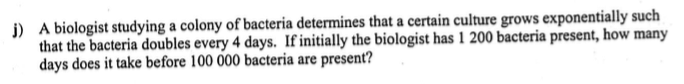 j) A biologist studying a colony of bacteria determines that a certain culture grows exponentially such
that the bacteria doubles every 4 days. If initially the biologist has 1 200 bacteria present, how many
days does it take before 100 000 bacteria are present?